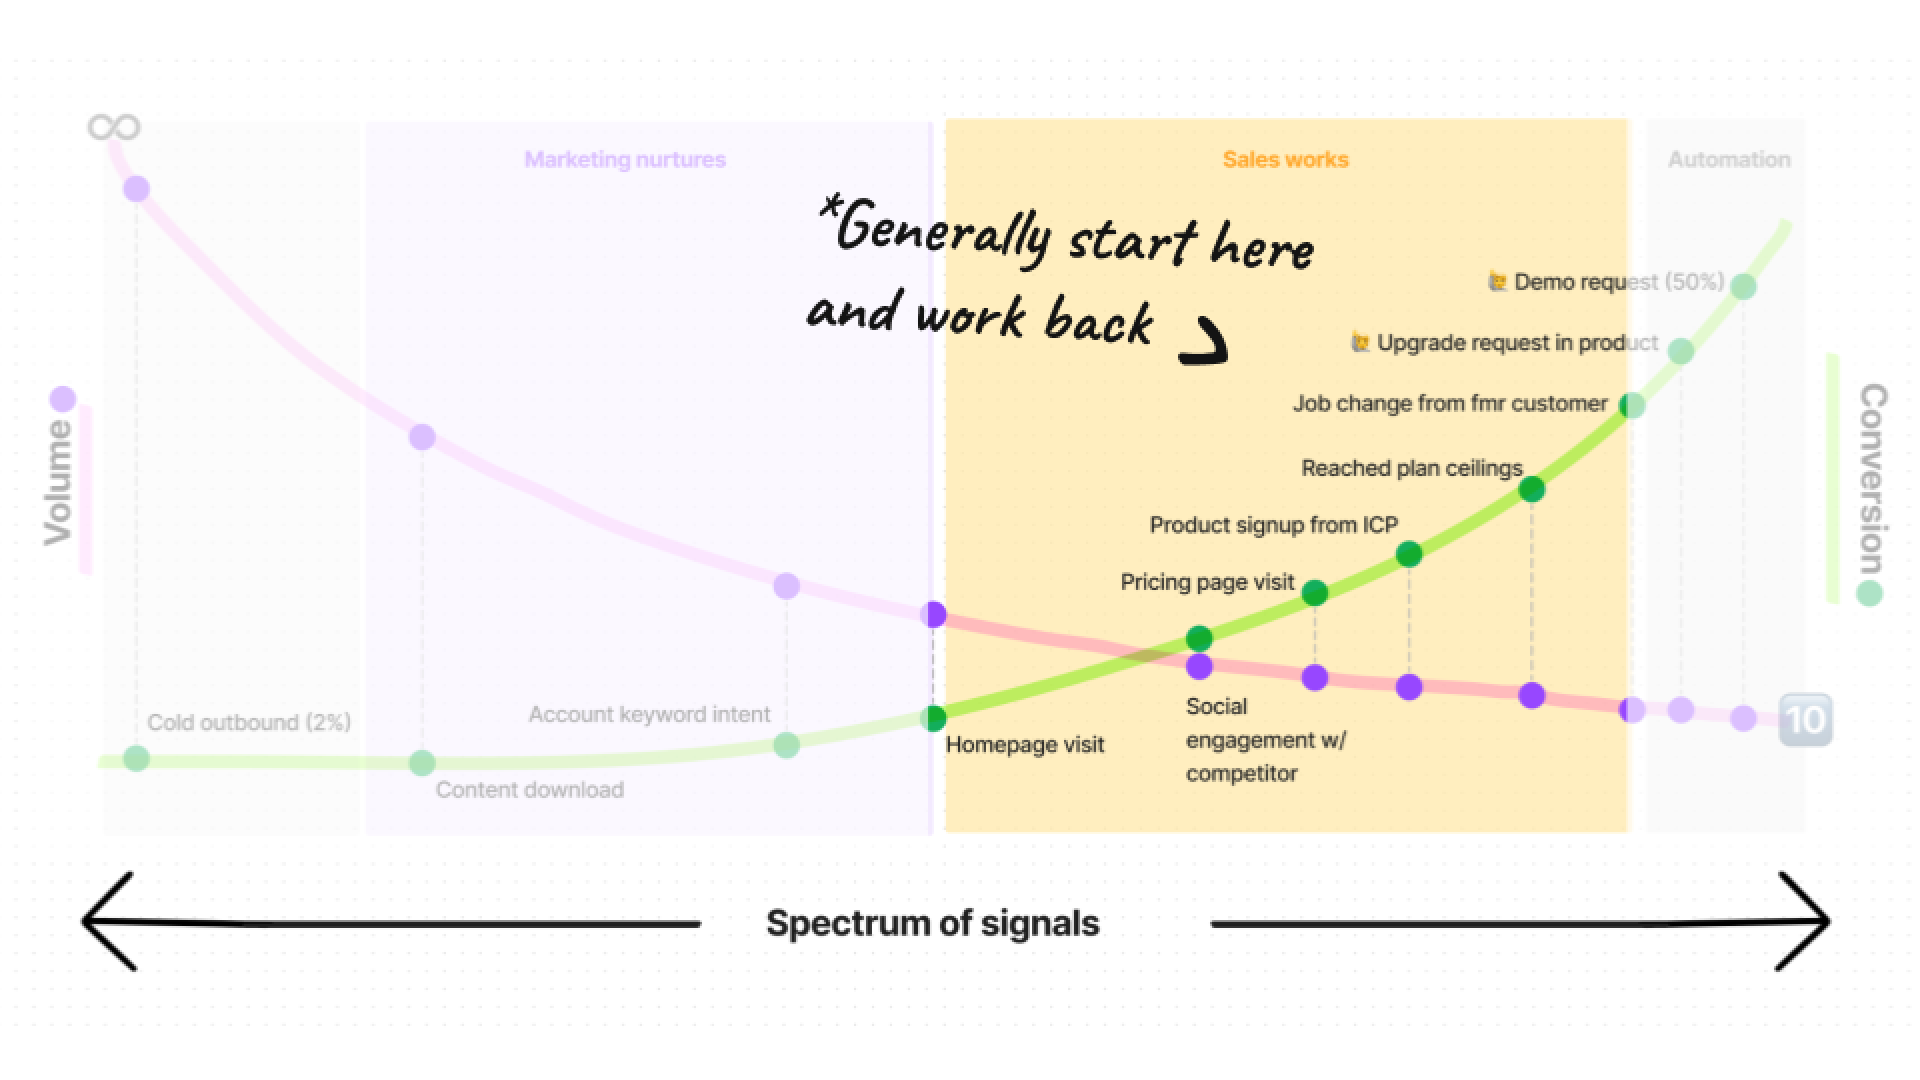 ∞
Marketing nurtures
Sales works
Automation
*Generally start here
and work back
Demo request (50%)
Upgrade request in product
Job change from fmr customer
Reached plan ceilings
Product signup from ICP
Pricing page visit
Volume
Conversion
Cold outbound (2%)
Account keyword intent
Social
engagement w/
competitor
10
Homepage visit
Content download
Spectrum of signals